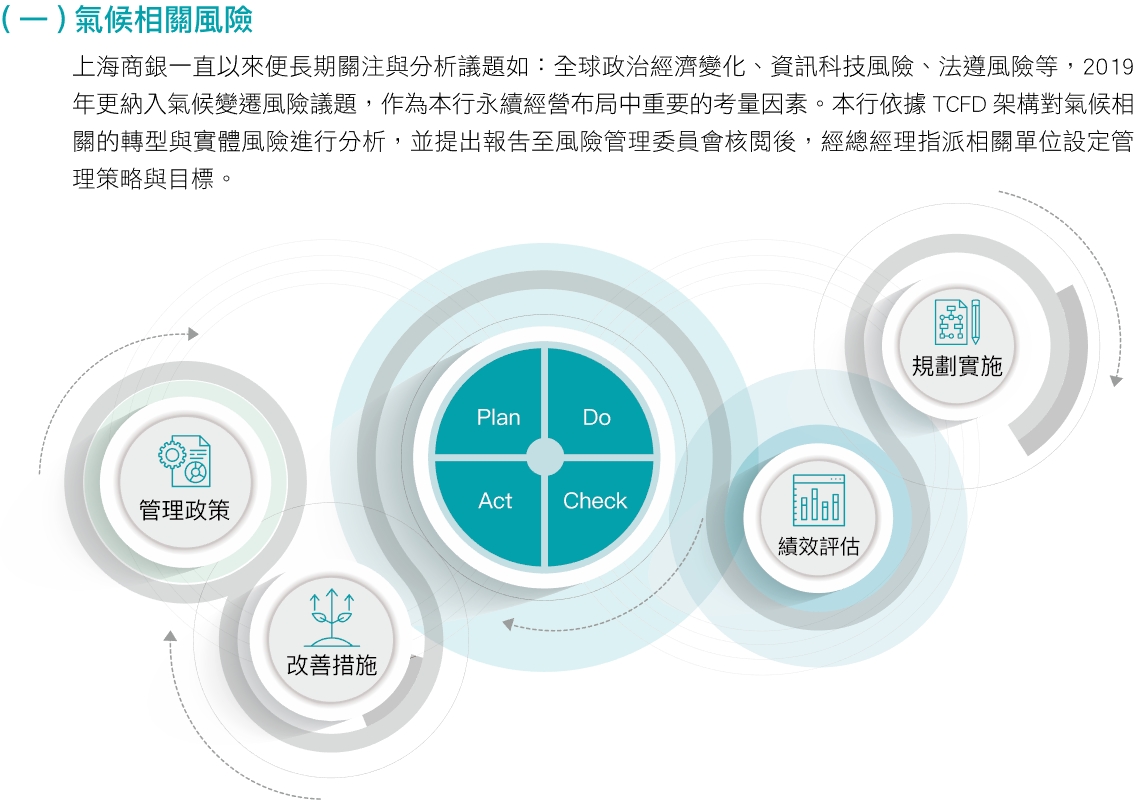 （一）氣候相關風險
上海商銀一直以來便長期關注與分析議題如：全球政治經濟變化、資訊科技風險、法遵風險等，2019
年更納入氣候變遷風險議題，作為本行永續經營布局中重要的考量因素。本行依據 TCFD 架構對氣候相
關的轉型與實體風險進行分析，並提出報告至風險管理委員會核閱後，經總經理指派相關單位設定管
理策略與目標。
規劃實施
Plan
Do
管理政策
Act
Check
績效評估
改善措施